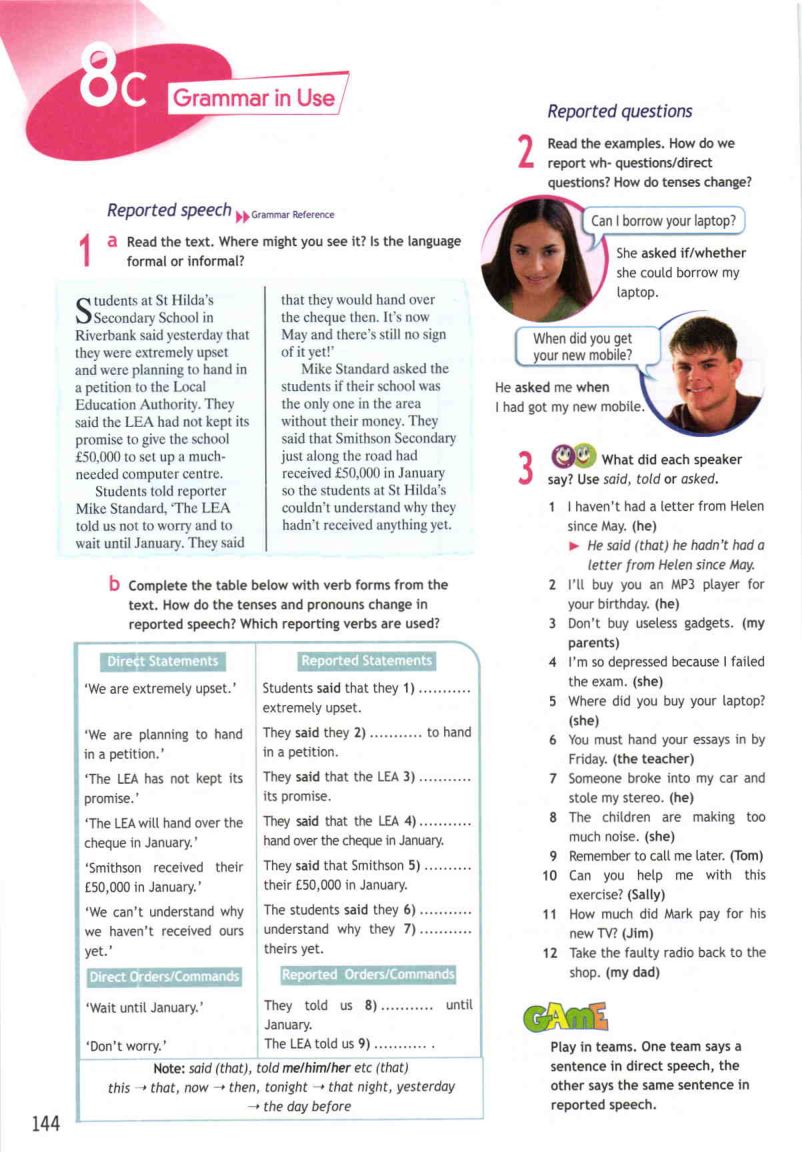 8c Grammar in Use
Reported speech Grammar Reference
1 a Read the text. Where might you see it? Is the language
formal or informal?
Students at St Hilda's
Secondary School in
Riverbank said yesterday that
they were extremely upset
and were planning to hand in
a petition to the Local
Education Authority. They
said the LEA had not kept its
promise to give the school
£50,000 to set up a much-
needed computer centre.
Students told reporter
Mike Standard, 'The LEA
told us not to worry and to
wait until January. They said
that they would hand over
the cheque then. It's now
May and there's still no sign
of it yet!'
Mike Standard asked the
students if their school was
the only one in the area
without their money. They
said that Smithson Secondary
just along the road had
received £50,000 in January
so the students at St Hilda's
couldn't understand why they
hadn't received anything yet.
b Complete the table below with verb forms from the
text. How do the tenses and pronouns change in
reported speech? Which reporting verbs are used?
Direct Statements
Reported Statements
'We are extremely upset.'
Students said that they 1) ...........
extremely upset.
'We are planning to hand
in a petition.'
They said they 2) ........... to hand
in a petition.
'The LEA has not kept its
promise.'
They said that the LEA 3) ...........
its promise.
'The LEA will hand over the
cheque in January.'
They said that the LEA 4) ...........
hand over the cheque in January.
'Smithson received their
£50,000 in January.'
They said that Smithson 5) ..........
their £50,000 in January.
'We can't understand why
we haven't received ours
yet.'
The students said they 6) ...........
understand why they 7) ...........
theirs yet.
Direct Orders/Commands
Reported Orders/Commands
'Wait until January.'
They told us 8) ........... until
January.
'Don't worry.'
The LEA told us 9) ........... .
Note: said (that), told me/him/her etc (that)
this → that, now → then, tonight → that night, yesterday
→ the day before
144
Reported questions
2 Read the examples. How do we
report wh- questions/direct
questions? How do tenses change?
Can I borrow your laptop?
She asked if/whether
she could borrow my
laptop.
When did you get
your new mobile?
He asked me when
I had got my new mobile.
3 What did each speaker
say? Use said, told or asked.
1 I haven't had a letter from Helen
since May. (he)
► He said (that) he hadn't had a
letter from Helen since May.
2 I'll buy you an MP3 player for
your birthday. (he)
3 Don't buy useless gadgets. (my
parents)
4 I'm so depressed because I failed
the exam. (she)
5 Where did you buy your laptop?
(she)
6 You must hand your essays in by
Friday. (the teacher)
7 Someone broke into my car and
stole my stereo. (he)
8 The children are making too
much noise. (she)
9 Remember to call me later. (Tom)
10 Can you help me with this
exercise? (Sally)
11 How much did Mark pay for his
new TV? (Jim)
12 Take the faulty radio back to the
shop. (my dad)
GAmE
Play in teams. One team says a
sentence in direct speech, the
other says the same sentence in
reported speech.